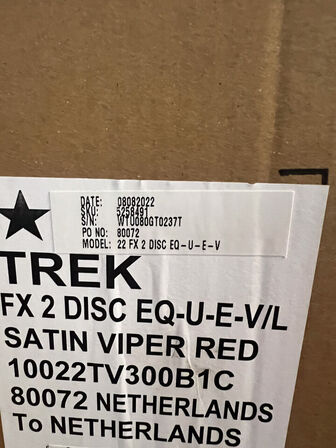 DATE: 08082022
SKU: 5258491
S/N: WTU080GT0237T
PO NO: 80072
MODEL: 22 FX 2 DISC EQ-U-E-V
TREK
FX 2 DISC EQ-U-E-V/L
SATIN VIPER RED
10022TV300B1C
80072 NETHERLANDS
To NETHERLANDS